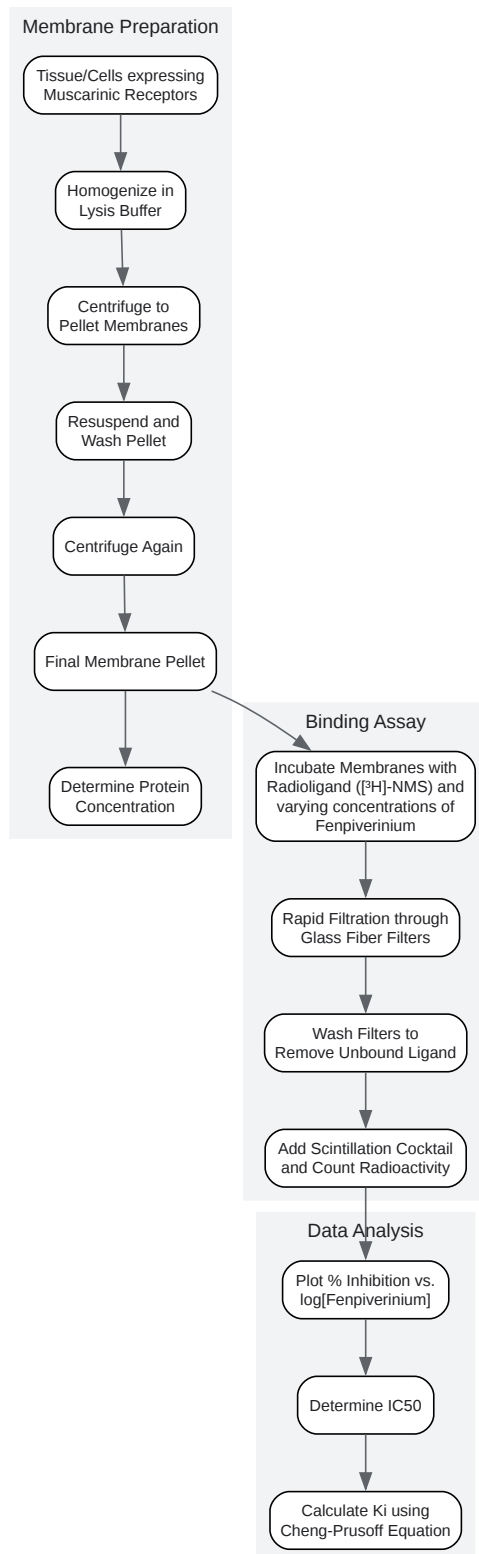 Membrane Preparation
Tissue/Cells expressing
Muscarinic Receptors
Homogenize in
Lysis Buffer
Centrifuge to
Pellet Membranes
Resuspend and
Wash Pellet
Centrifuge Again
Final Membrane Pellet
Determine Protein
Concentration
Binding Assay
Incubate Membranes with
Radioligand ([³H]-NMS) and
varying concentrations of
Fenpiverinium
Rapid Filtration through
Glass Fiber Filters
Wash Filters to
Remove Unbound Ligand
Add Scintillation Cocktail
and Count Radioactivity
Data Analysis
Plot % Inhibition vs.
log[Fenpiverinium]
Determine IC50
Calculate Ki using
Cheng-Prusoff Equation